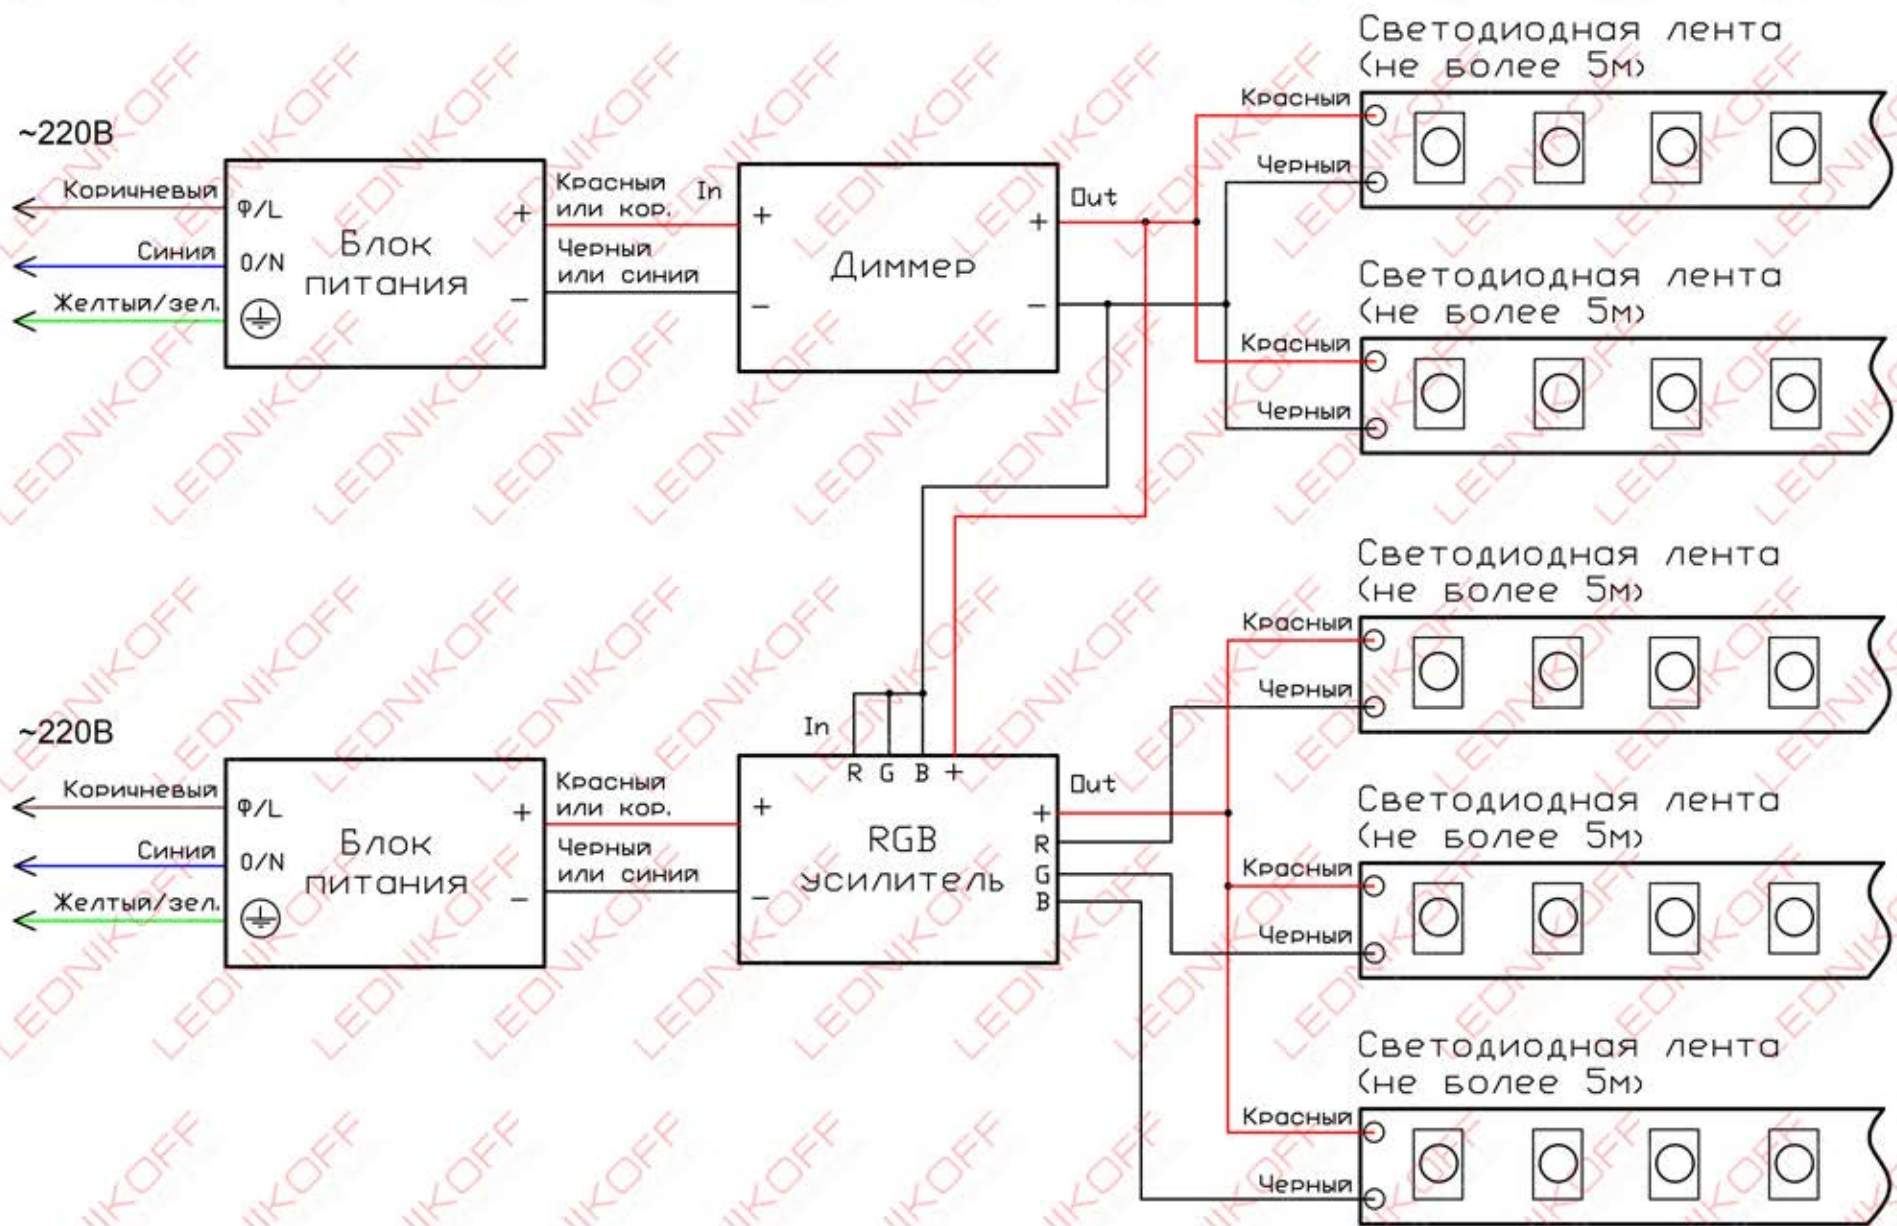 Светодиодная лента
(не более 5м)
Красный
Черный
~220В
Коричневый
Синий
Желтый/зел.
Ф/L
0/N
Блок
питания
+
-
Красный
или кор.
Черный
или синий
In
+
-
Диммер
Out
+
-
Светодиодная лента
(не более 5м)
Красный
Черный
Светодиодная лента
(не более 5м)
Красный
Черный
~220В
Коричневый
Синий
Желтый/зел.
Ф/L
0/N
Блок
питания
+
-
Красный
или кор.
Черный
или синий
In
R G B +
+
-
RGB
усилитель
Out
+
R
G
B
Светодиодная лента
(не более 5м)
Красный
Черный
Светодиодная лента
(не более 5м)
Красный
Черный
LEDNIKOFF